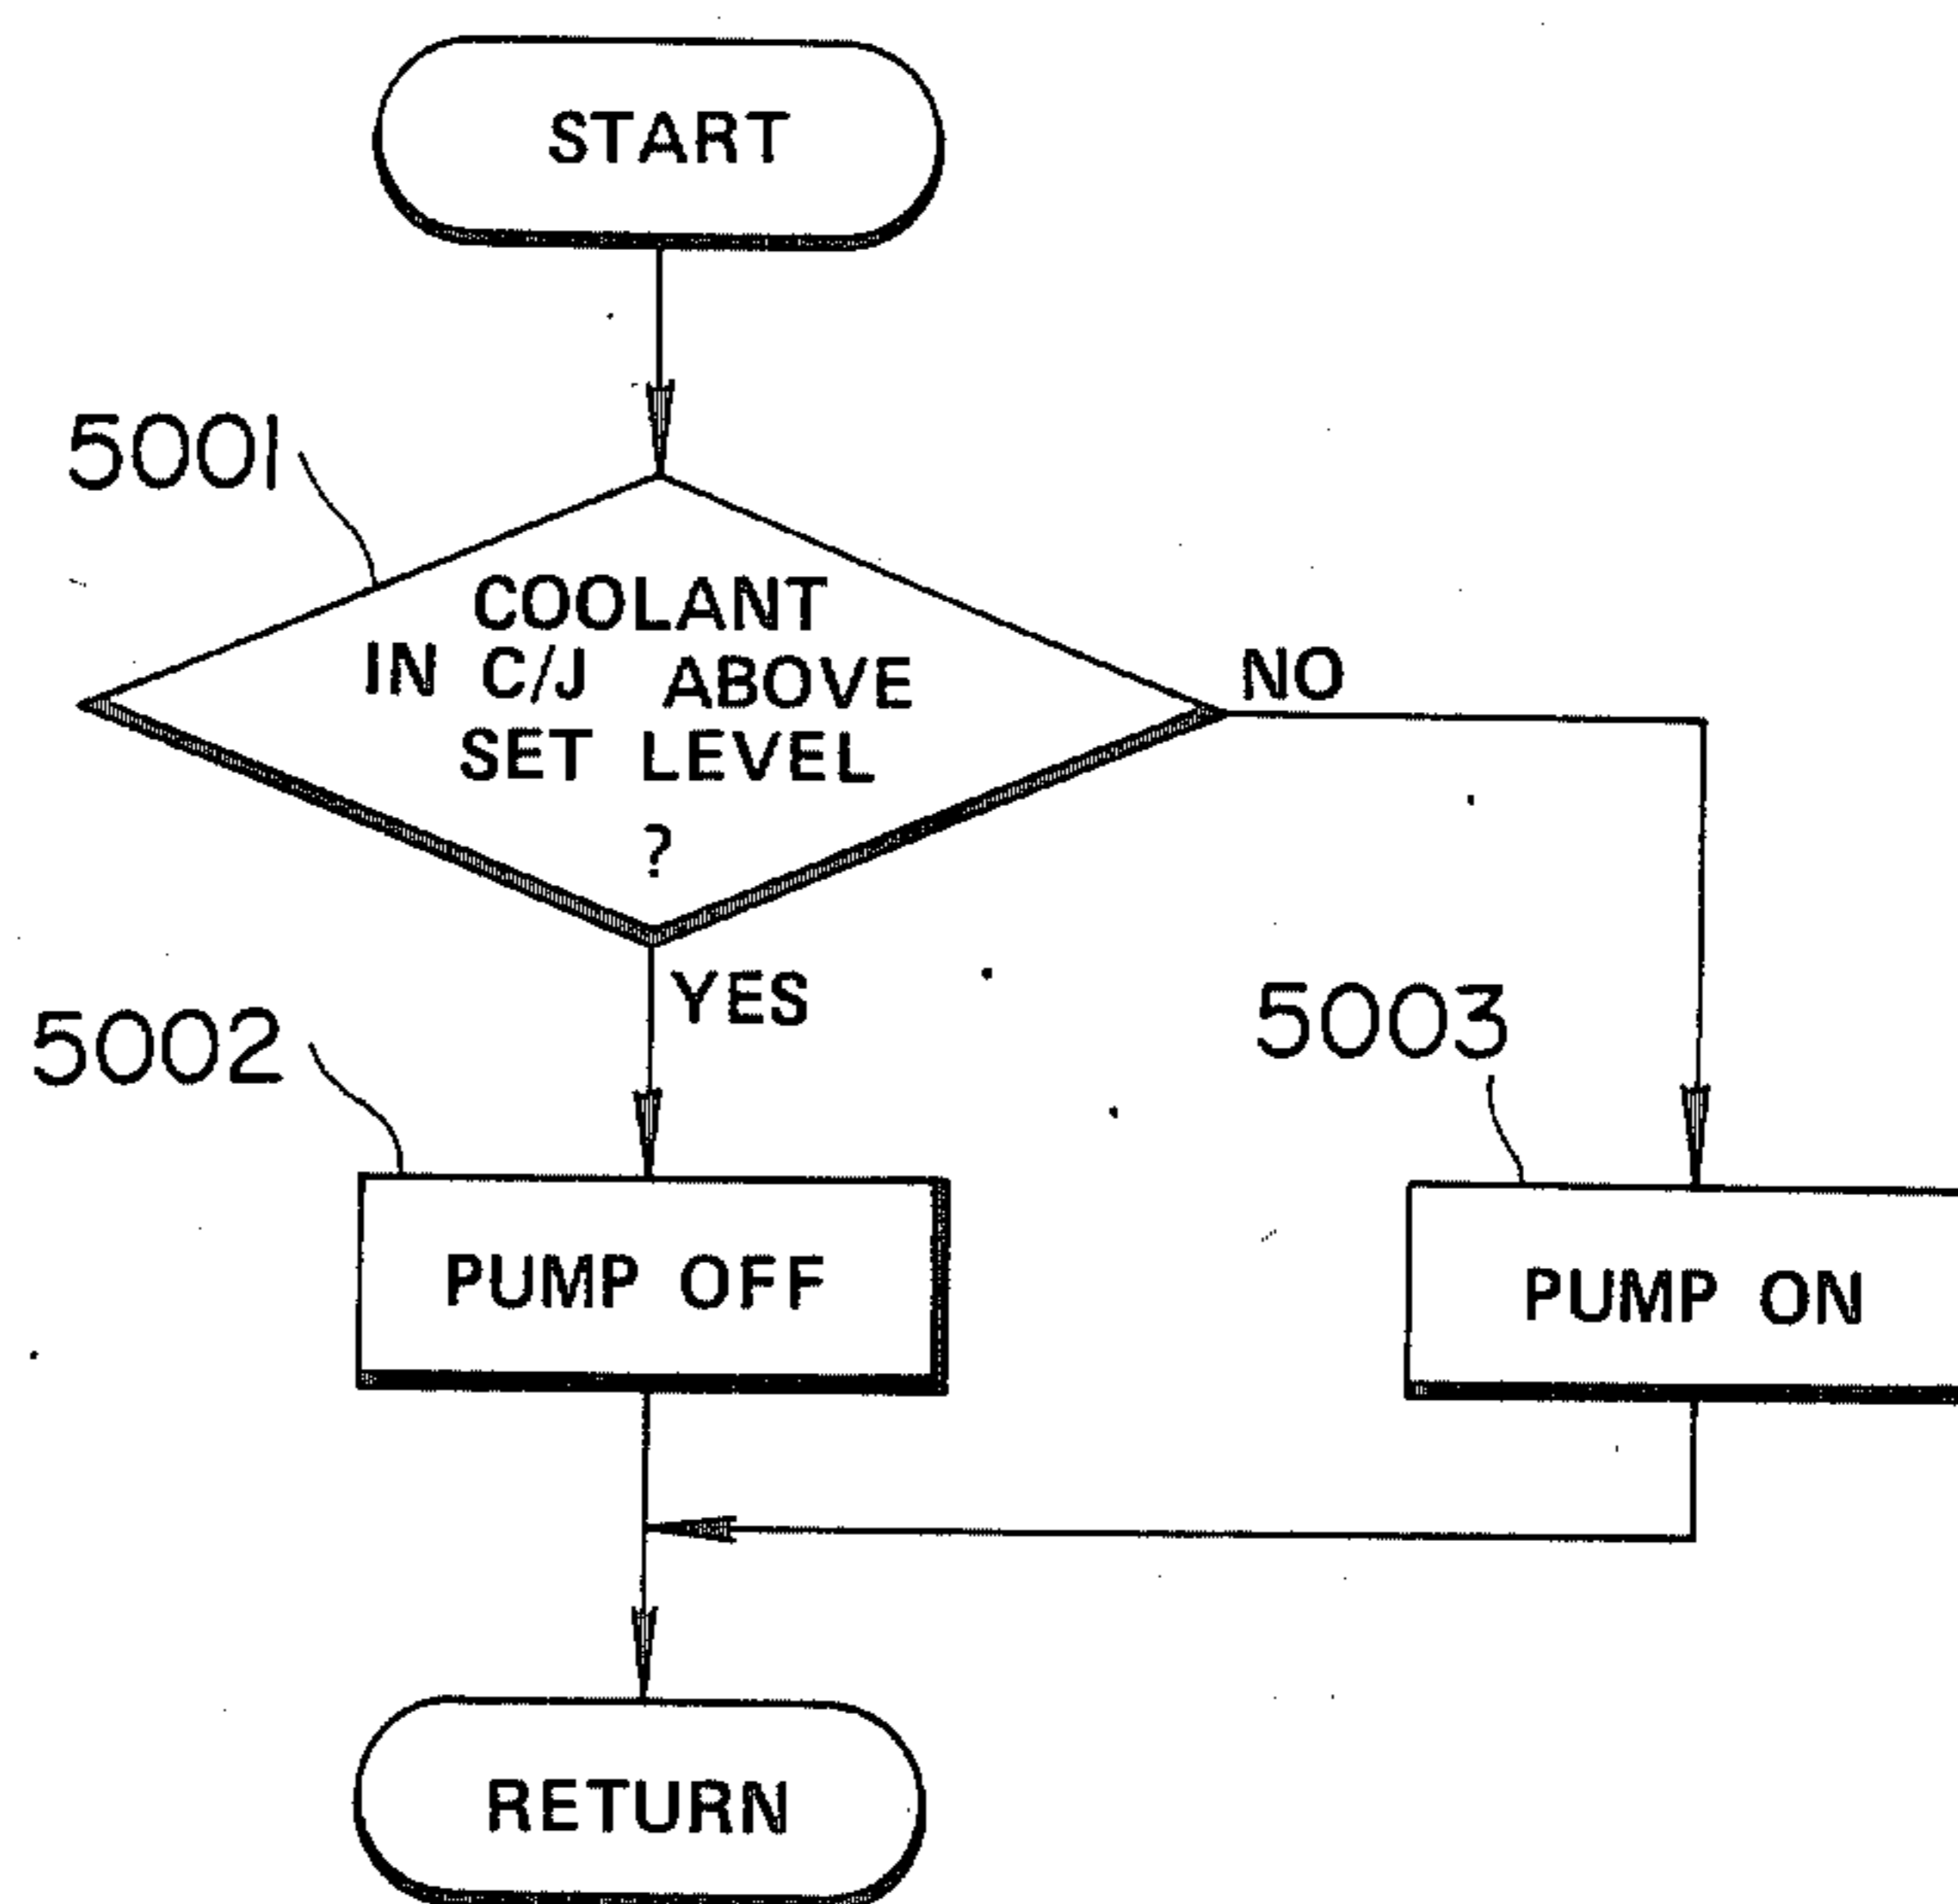 START
5001
COOLANT
IN C/J ABOVE
SET LEVEL
?
NO
YES
5002
5003
PUMP OFF
PUMP ON
RETURN